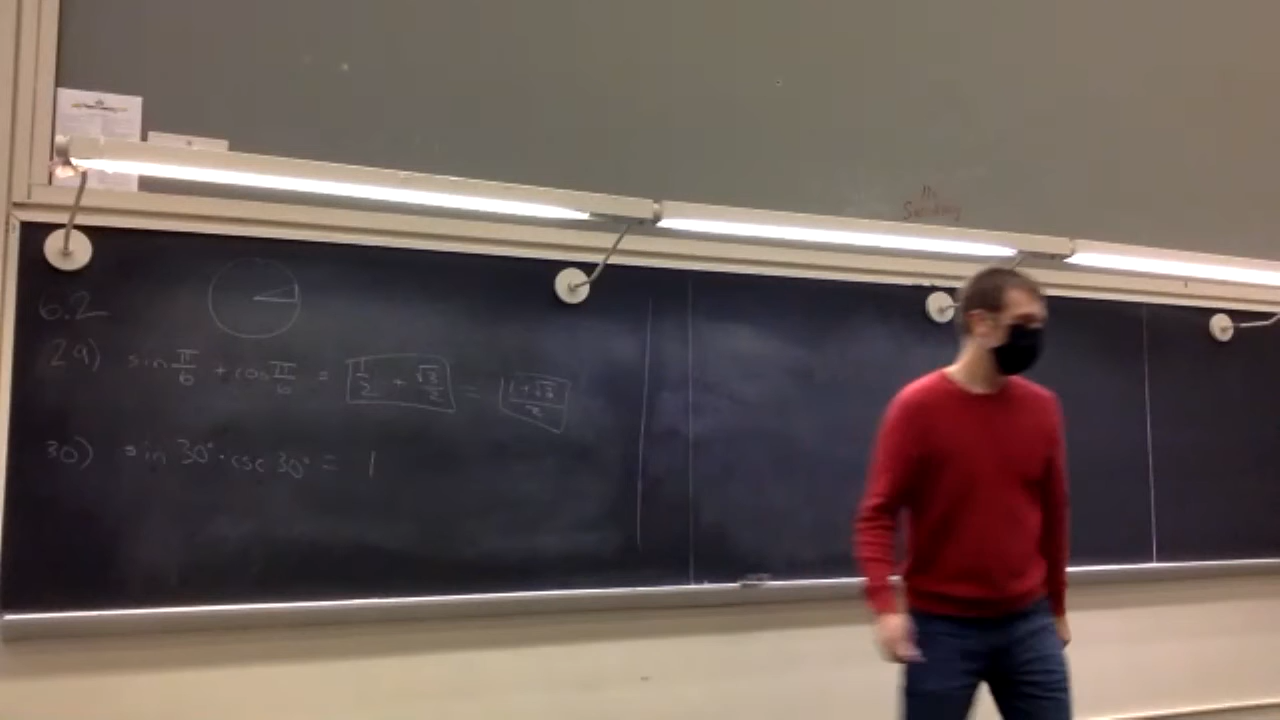 6.2
29) sin π/6 + cos π/6 = 1/2 + √3/2 = (1+√3)/2
30) sin 30° · csc 30° = 1